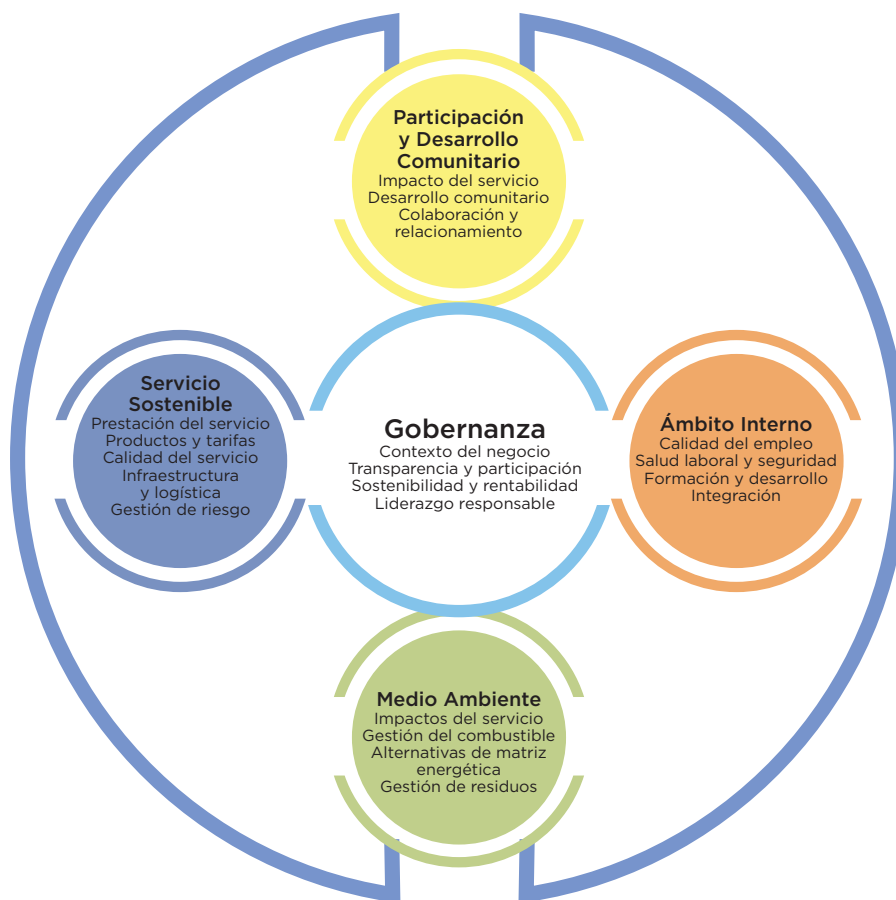 Participación
y Desarrollo
Comunitario
Impacto del servicio
Desarrollo comunitario
Colaboración y
relacionamiento
Servicio
Sostenible
Prestación del servicio
Productos y tarifas
Calidad del servicio
Infraestructura
y logística
Gestión de riesgo
Gobernanza
Contexto del negocio
Transparencia y participación
Sostenibilidad y rentabilidad
Liderazgo responsable
Ámbito Interno
Calidad del empleo
Salud laboral y seguridad
Formación y desarrollo
Integración
Medio Ambiente
Impactos del servicio
Gestión del combustible
Alternativas de matriz
energética
Gestión de residuos